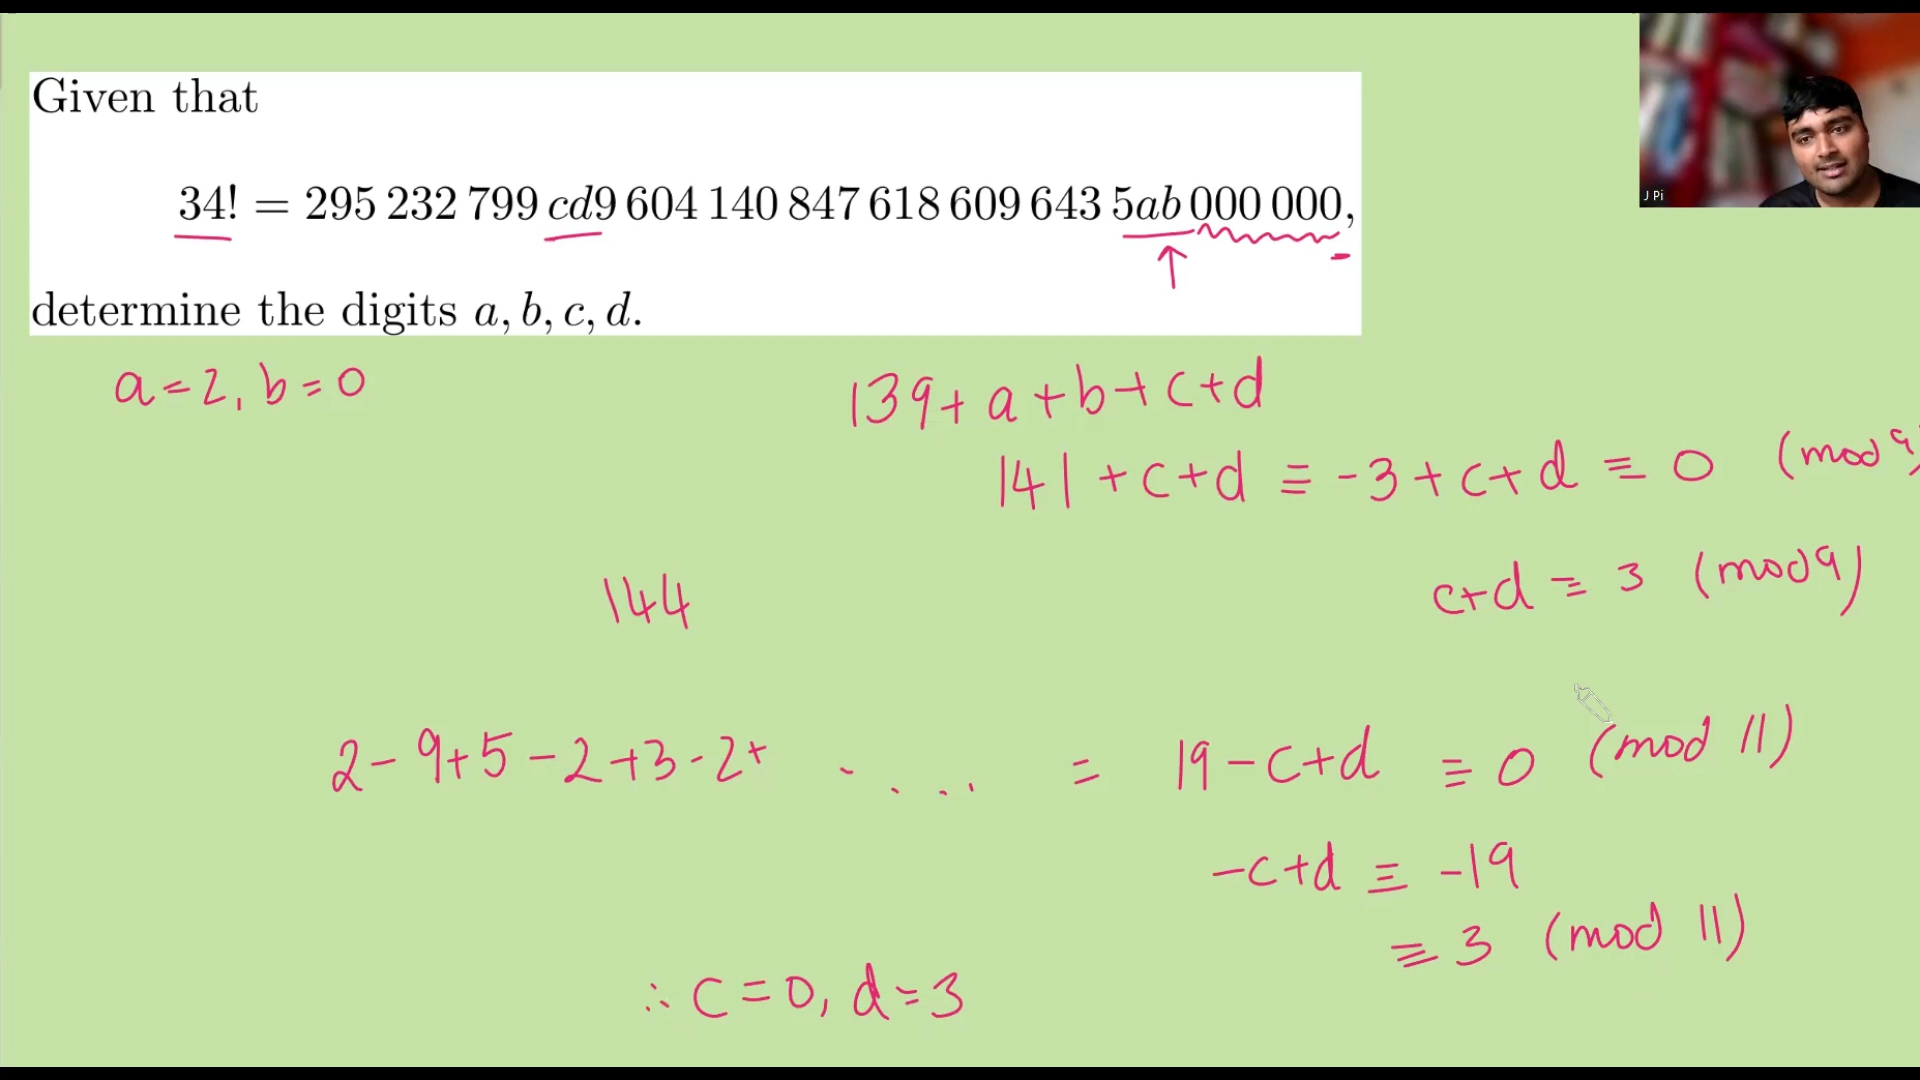 Given that
J Pi
34! = 295 232 799 cd9 604 140 847 618 609 643 5ab 000 000,
determine the digits a, b, c, d.
a = 2, b = 0
139 + a + b + c + d
141 + c + d ≡ -3 + c + d ≡ 0 (mod 9)
c + d ≡ 3 (mod 9)
144
2 - 9 + 5 - 2 + 3 - 2 + ..... = 19 - c + d ≡ 0 (mod 11)
-c + d ≡ -19
≡ 3 (mod 11)
∴ c = 0, d = 3